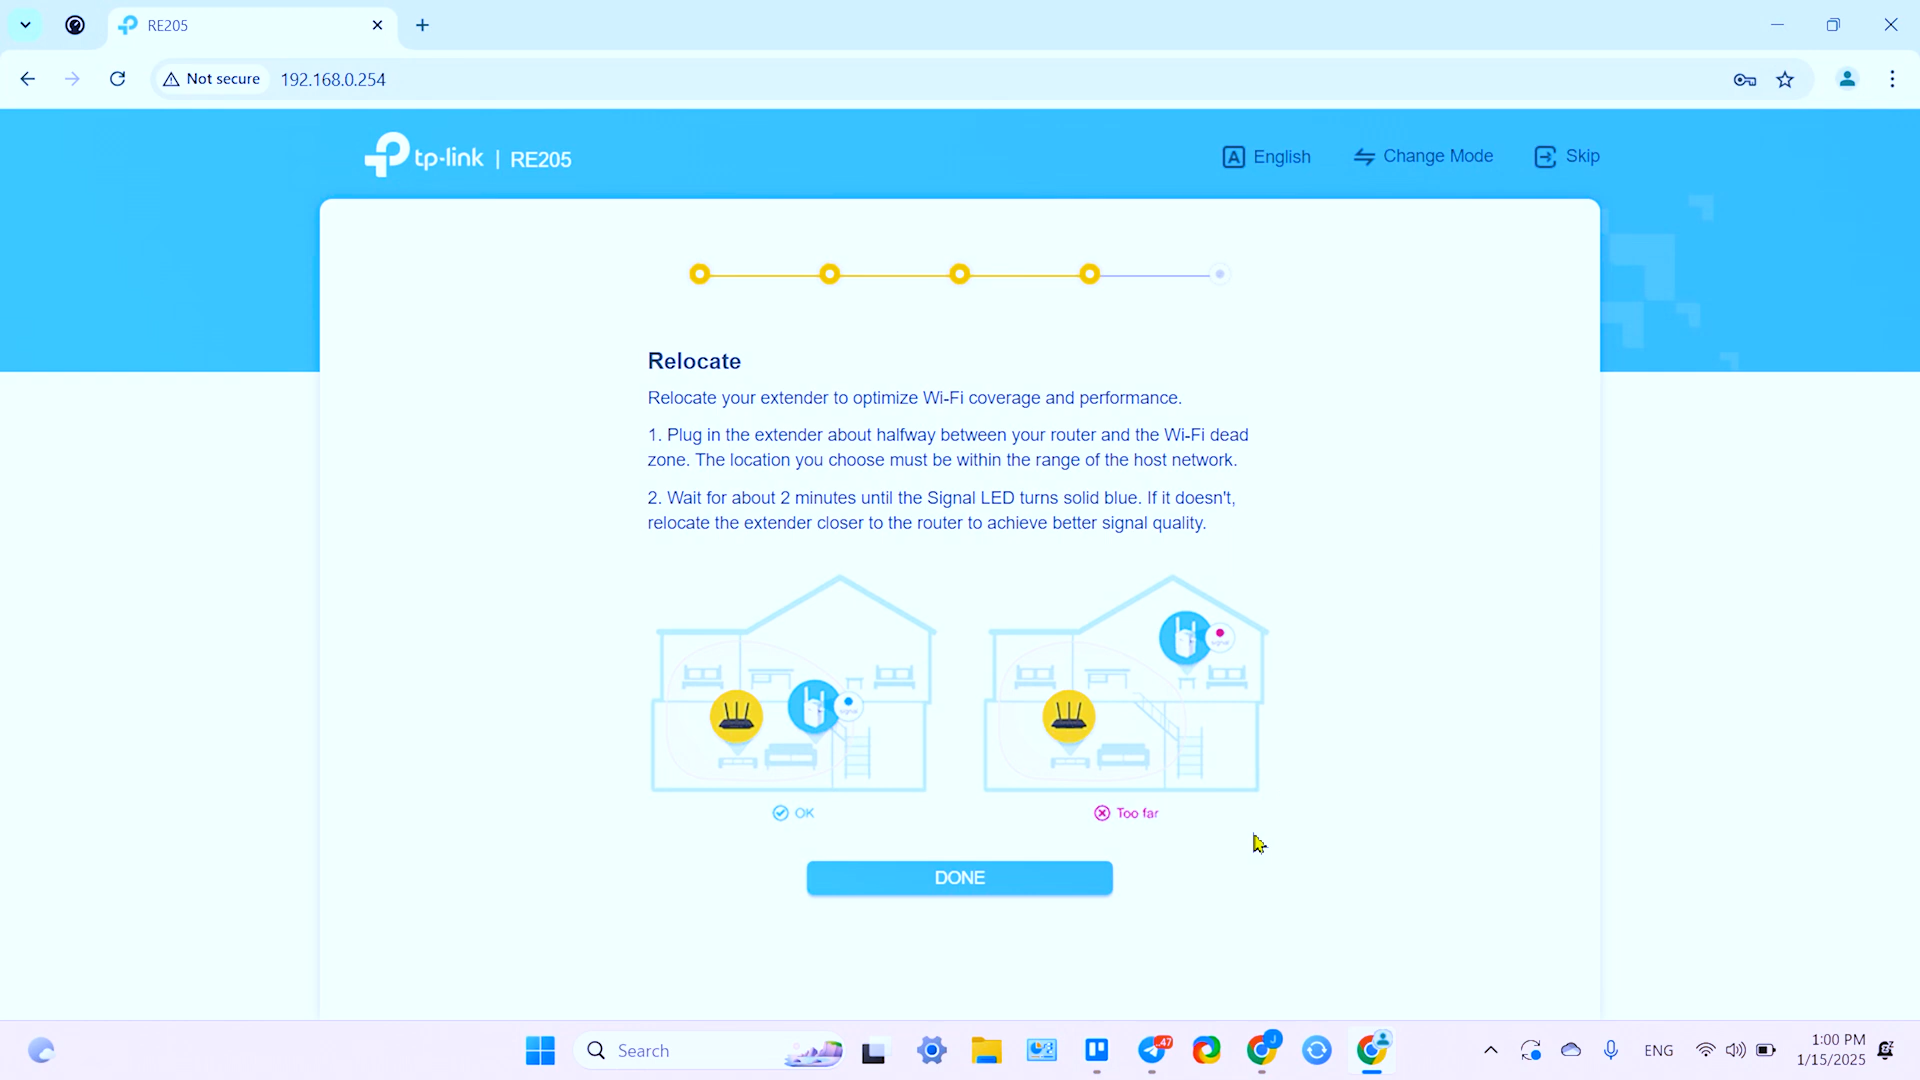 RE205
Not secure
192.168.0.254
tp-link | RE205
A English
Change Mode
Skip
Relocate
Relocate your extender to optimize Wi-Fi coverage and performance.
1. Plug in the extender about halfway between your router and the Wi-Fi dead
zone. The location you choose must be within the range of the host network.
2. Wait for about 2 minutes until the Signal LED turns solid blue. If it doesn't,
relocate the extender closer to the router to achieve better signal quality.
signal
signal
OK
Too far
DONE
Search
47
J
ENG
1:00 PM
1/15/2025